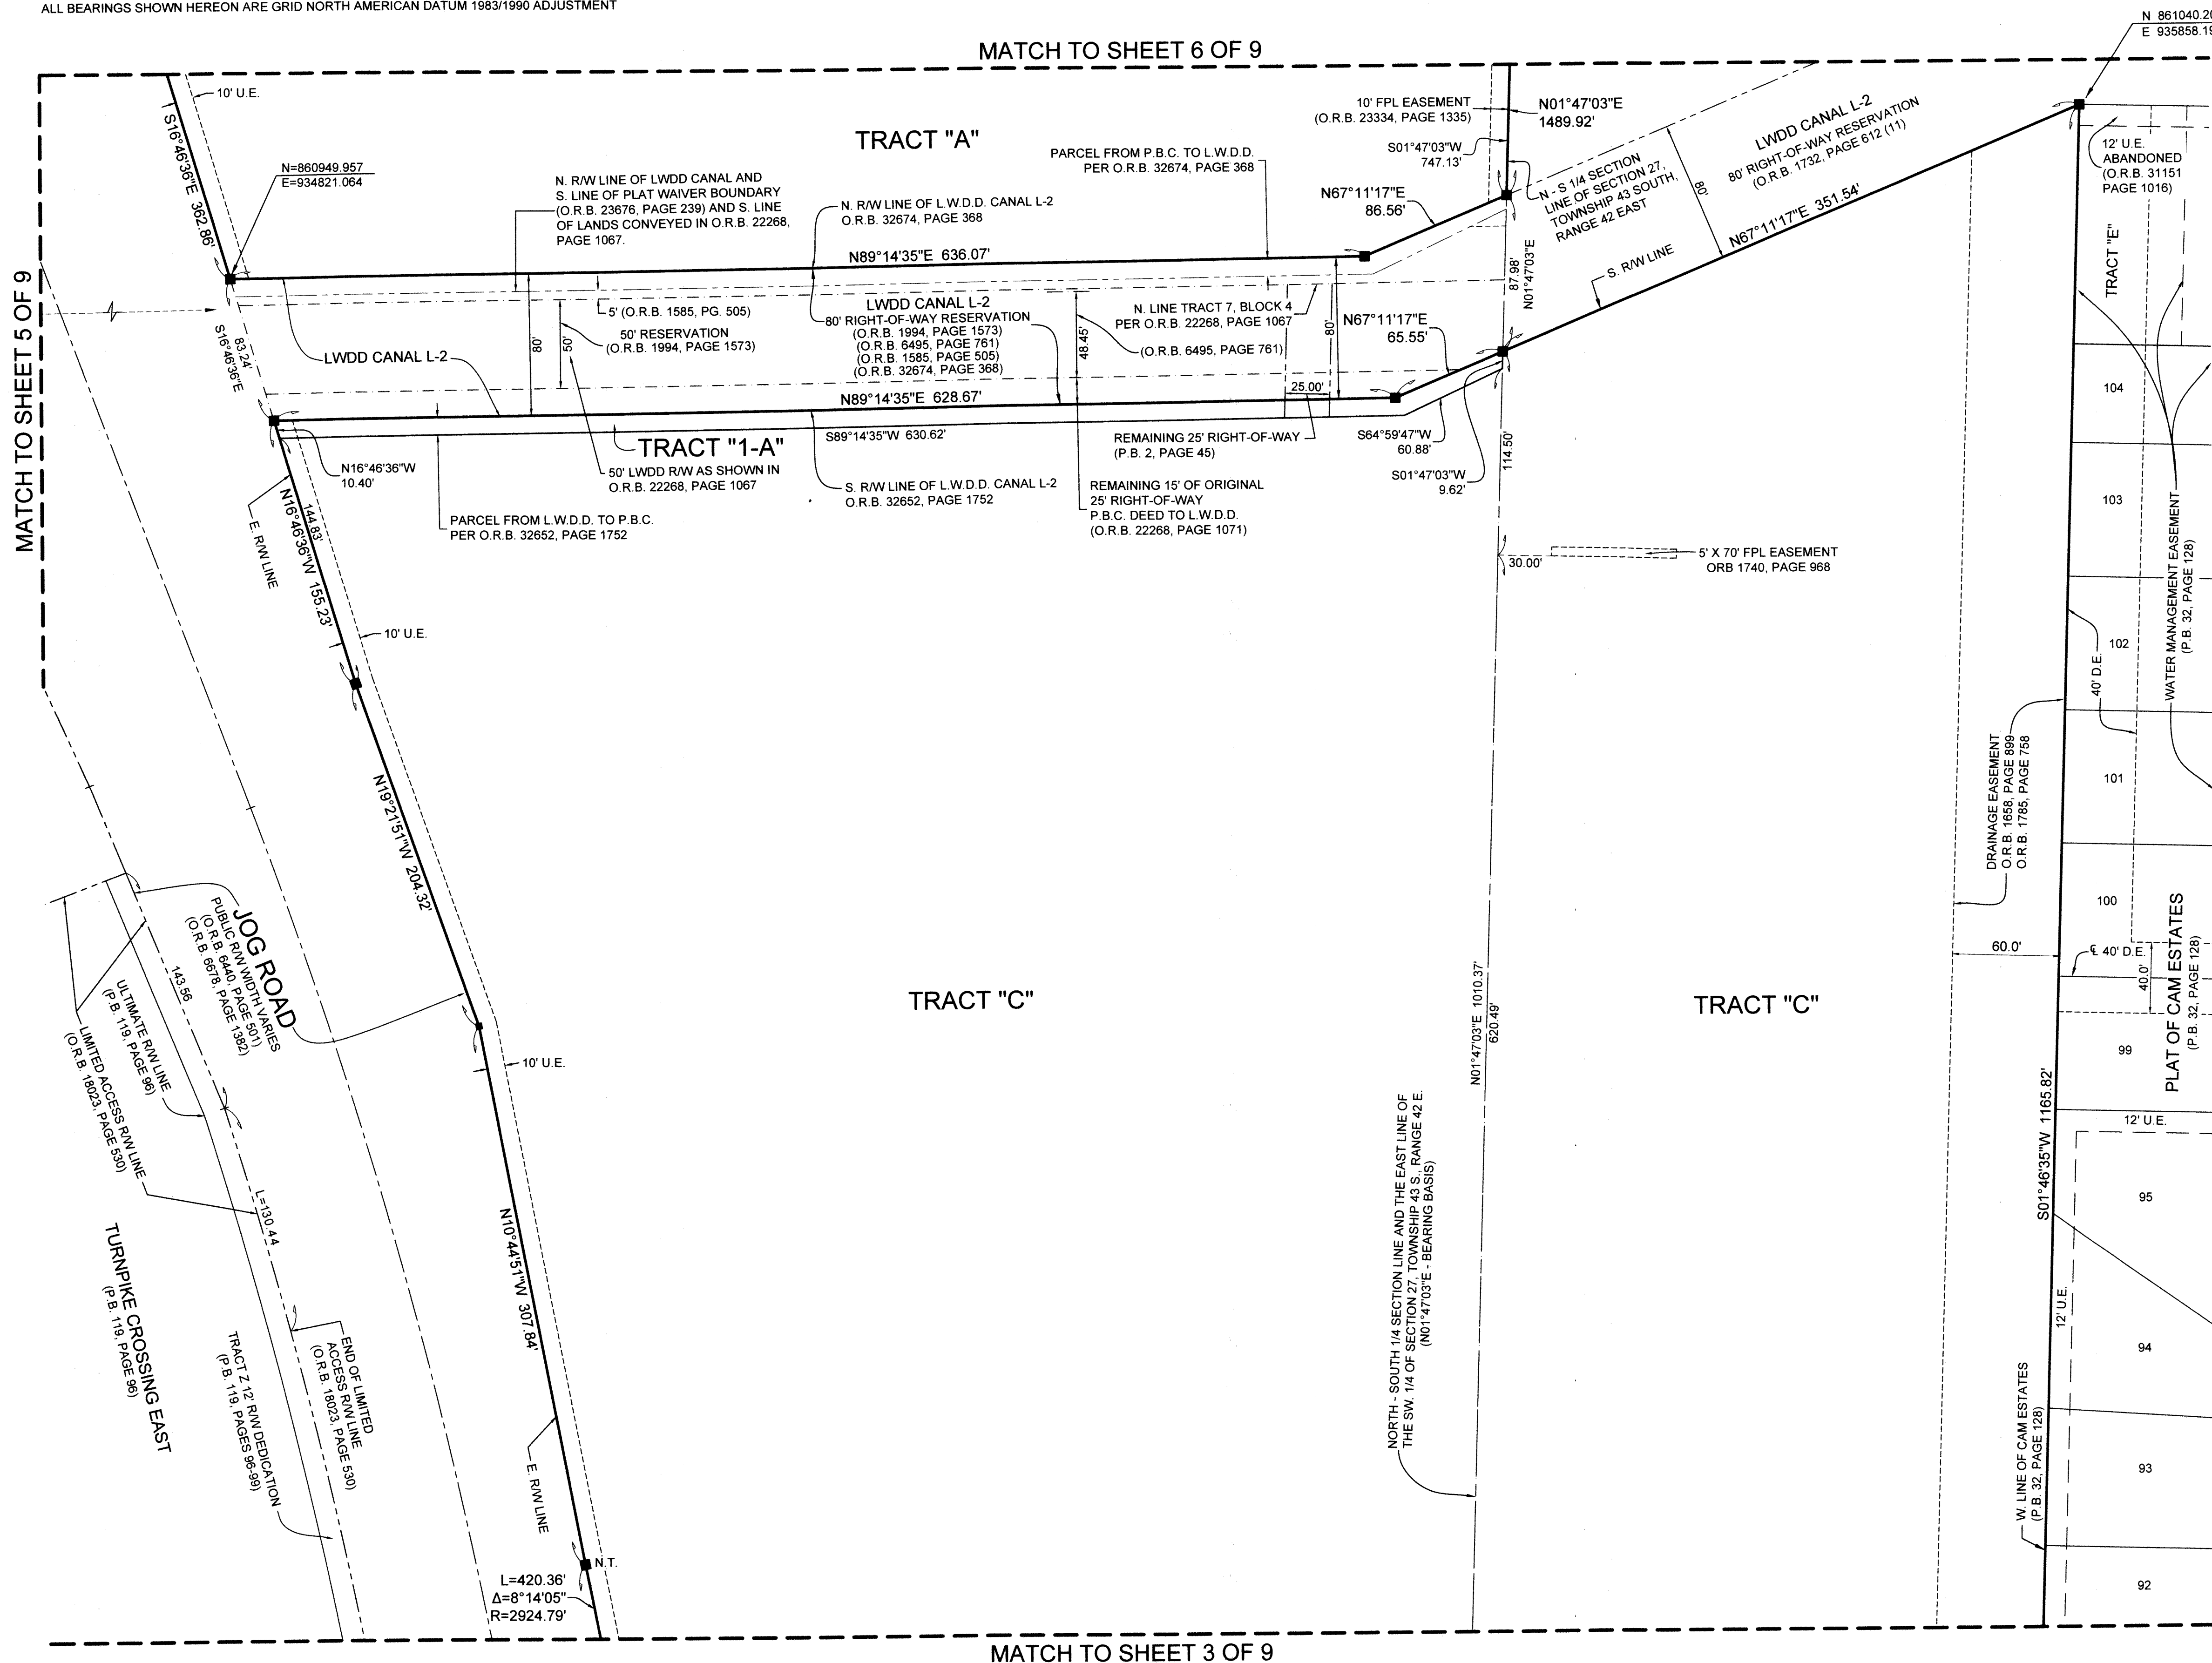 ALL BEARINGS SHOWN HEREON ARE GRID NORTH AMERICAN DATUM 1983/1990 ADJUSTMENT
MATCH TO SHEET 6 OF 9
N 861040.20
E 935858.19
10' U.E.
S16°46'36"E 362.86'
N=860949.957
E=934821.064
TRACT "A"
N. R/W LINE OF LWDD CANAL AND
S. LINE OF PLAT WAIVER BOUNDARY
(O.R.B. 23676, PAGE 239) AND S. LINE
OF LANDS CONVEYED IN O.R.B. 22268,
PAGE 1067.
N. R/W LINE OF L.W.D.D. CANAL L-2
O.R.B. 32674, PAGE 368
PARCEL FROM P.B.C. TO L.W.D.D.
PER O.R.B. 32674, PAGE 368
10' FPL EASEMENT
(O.R.B. 23334, PAGE 1335)
N01°47'03"E
1489.92'
S01°47'03"W
747.13'
N67°11'17"E
86.56'
N - S 1/4 SECTION
LINE OF SECTION 27,
TOWNSHIP 43 SOUTH,
RANGE 42 EAST
80'
LWDD CANAL L-2
80' RIGHT-OF-WAY RESERVATION
(O.R.B. 1732, PAGE 612 (11)
N67°11'17"E 351.54'
S. R/W LINE
12' U.E.
ABANDONED
(O.R.B. 31151
PAGE 1016)
TRACT "E"
MATCH TO SHEET 5 OF 9
N89°14'35"E 636.07'
83.24'
S16°46'36"E
5' (O.R.B. 1585, PG. 505)
50' RESERVATION
(O.R.B. 1994, PAGE 1573)
80'
50'
LWDD CANAL L-2
LWDD CANAL L-2
80' RIGHT-OF-WAY RESERVATION
(O.R.B. 1994, PAGE 1573)
(O.R.B. 6495, PAGE 761)
(O.R.B. 1585, PAGE 505)
(O.R.B. 32674, PAGE 368)
48.45'
N. LINE TRACT 7, BLOCK 4
PER O.R.B. 22268, PAGE 1067
(O.R.B. 6495, PAGE 761)
80'
N67°11'17"E
65.55'
87.98'
N01°47'03"E
25.00'
N89°14'35"E 628.67'
TRACT "1-A"
S89°14'35"W 630.62'
REMAINING 25' RIGHT-OF-WAY
(P.B. 2, PAGE 45)
S64°59'47"W
60.88'
S01°47'03"W
9.62'
114.50'
N16°46'36"W
10.40'
50' LWDD R/W AS SHOWN IN
O.R.B. 22268, PAGE 1067
S. R/W LINE OF L.W.D.D. CANAL L-2
O.R.B. 32652, PAGE 1752
REMAINING 15' OF ORIGINAL
25' RIGHT-OF-WAY
P.B.C. DEED TO L.W.D.D.
(O.R.B. 22268, PAGE 1071)
PARCEL FROM L.W.D.D. TO P.B.C.
PER O.R.B. 32652, PAGE 1752
144.83'
N16°46'36"W 155.23'
E. R/W LINE
10' U.E.
30.00'
5' X 70' FPL EASEMENT
ORB 1740, PAGE 968
104
103
102
101
100
99
95
94
93
92
40' D.E.
WATER MANAGEMENT EASEMENT
(P.B. 32, PAGE 128)
DRAINAGE EASEMENT
O.R.B. 1658, PAGE 899
O.R.B. 1785, PAGE 758
60.0'
℄ 40' D.E.
40.0'
PLAT OF CAM ESTATES
(P.B. 32, PAGE 128)
12' U.E.
S01°46'35"W 1165.82'
12' U.E.
W. LINE OF CAM ESTATES
(P.B. 32, PAGE 128)
N19°21'51"W 204.32'
JOG ROAD
PUBLIC R/W WIDTH VARIES
(O.R.B. 6440, PAGE 501)
(O.R.B. 6678, PAGE 1382)
143.56
ULTIMATE R/W LINE
(P.B. 119, PAGE 96)
LIMITED ACCESS R/W LINE
(O.R.B. 18023, PAGE 530)
L=130.44
TURNPIKE CROSSING EAST
(P.B. 119, PAGE 96)
TRACT Z 12' R/W DEDICATION
(P.B. 119, PAGES 96-99)
END OF LIMITED
ACCESS R/W LINE
(O.R.B. 18023, PAGE 530)
10' U.E.
N10°44'51"W 307.84'
E. R/W LINE
N.T.
L=420.36'
Δ=8°14'05"
R=2924.79'
TRACT "C"
TRACT "C"
N01°47'03"E 1010.37'
620.49'
NORTH - SOUTH 1/4 SECTION LINE AND THE EAST LINE OF
THE SW. 1/4 OF SECTION 27, TOWNSHIP 43 S., RANGE 42 E.
(N01°47'03"E - BEARING BASIS)
MATCH TO SHEET 3 OF 9